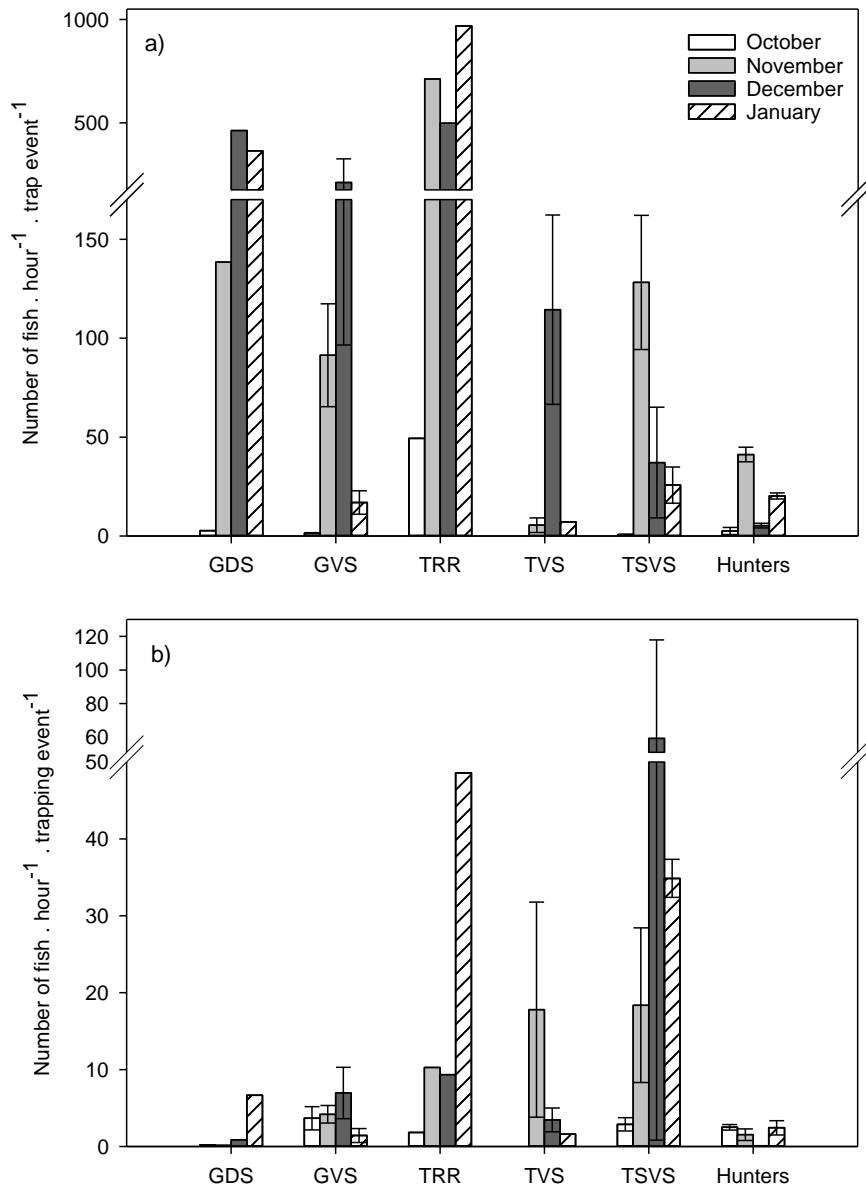 a)
October
November
December
January
1000
500
150
100
50
0
Number of fish . hour⁻¹ . trap event⁻¹
GDS GVS TRR TVS TSVS Hunters
b)
120
100
80
60
50
40
30
20
10
0
Number of fish . hour⁻¹ . trapping event⁻¹
GDS GVS TRR TVS TSVS Hunters